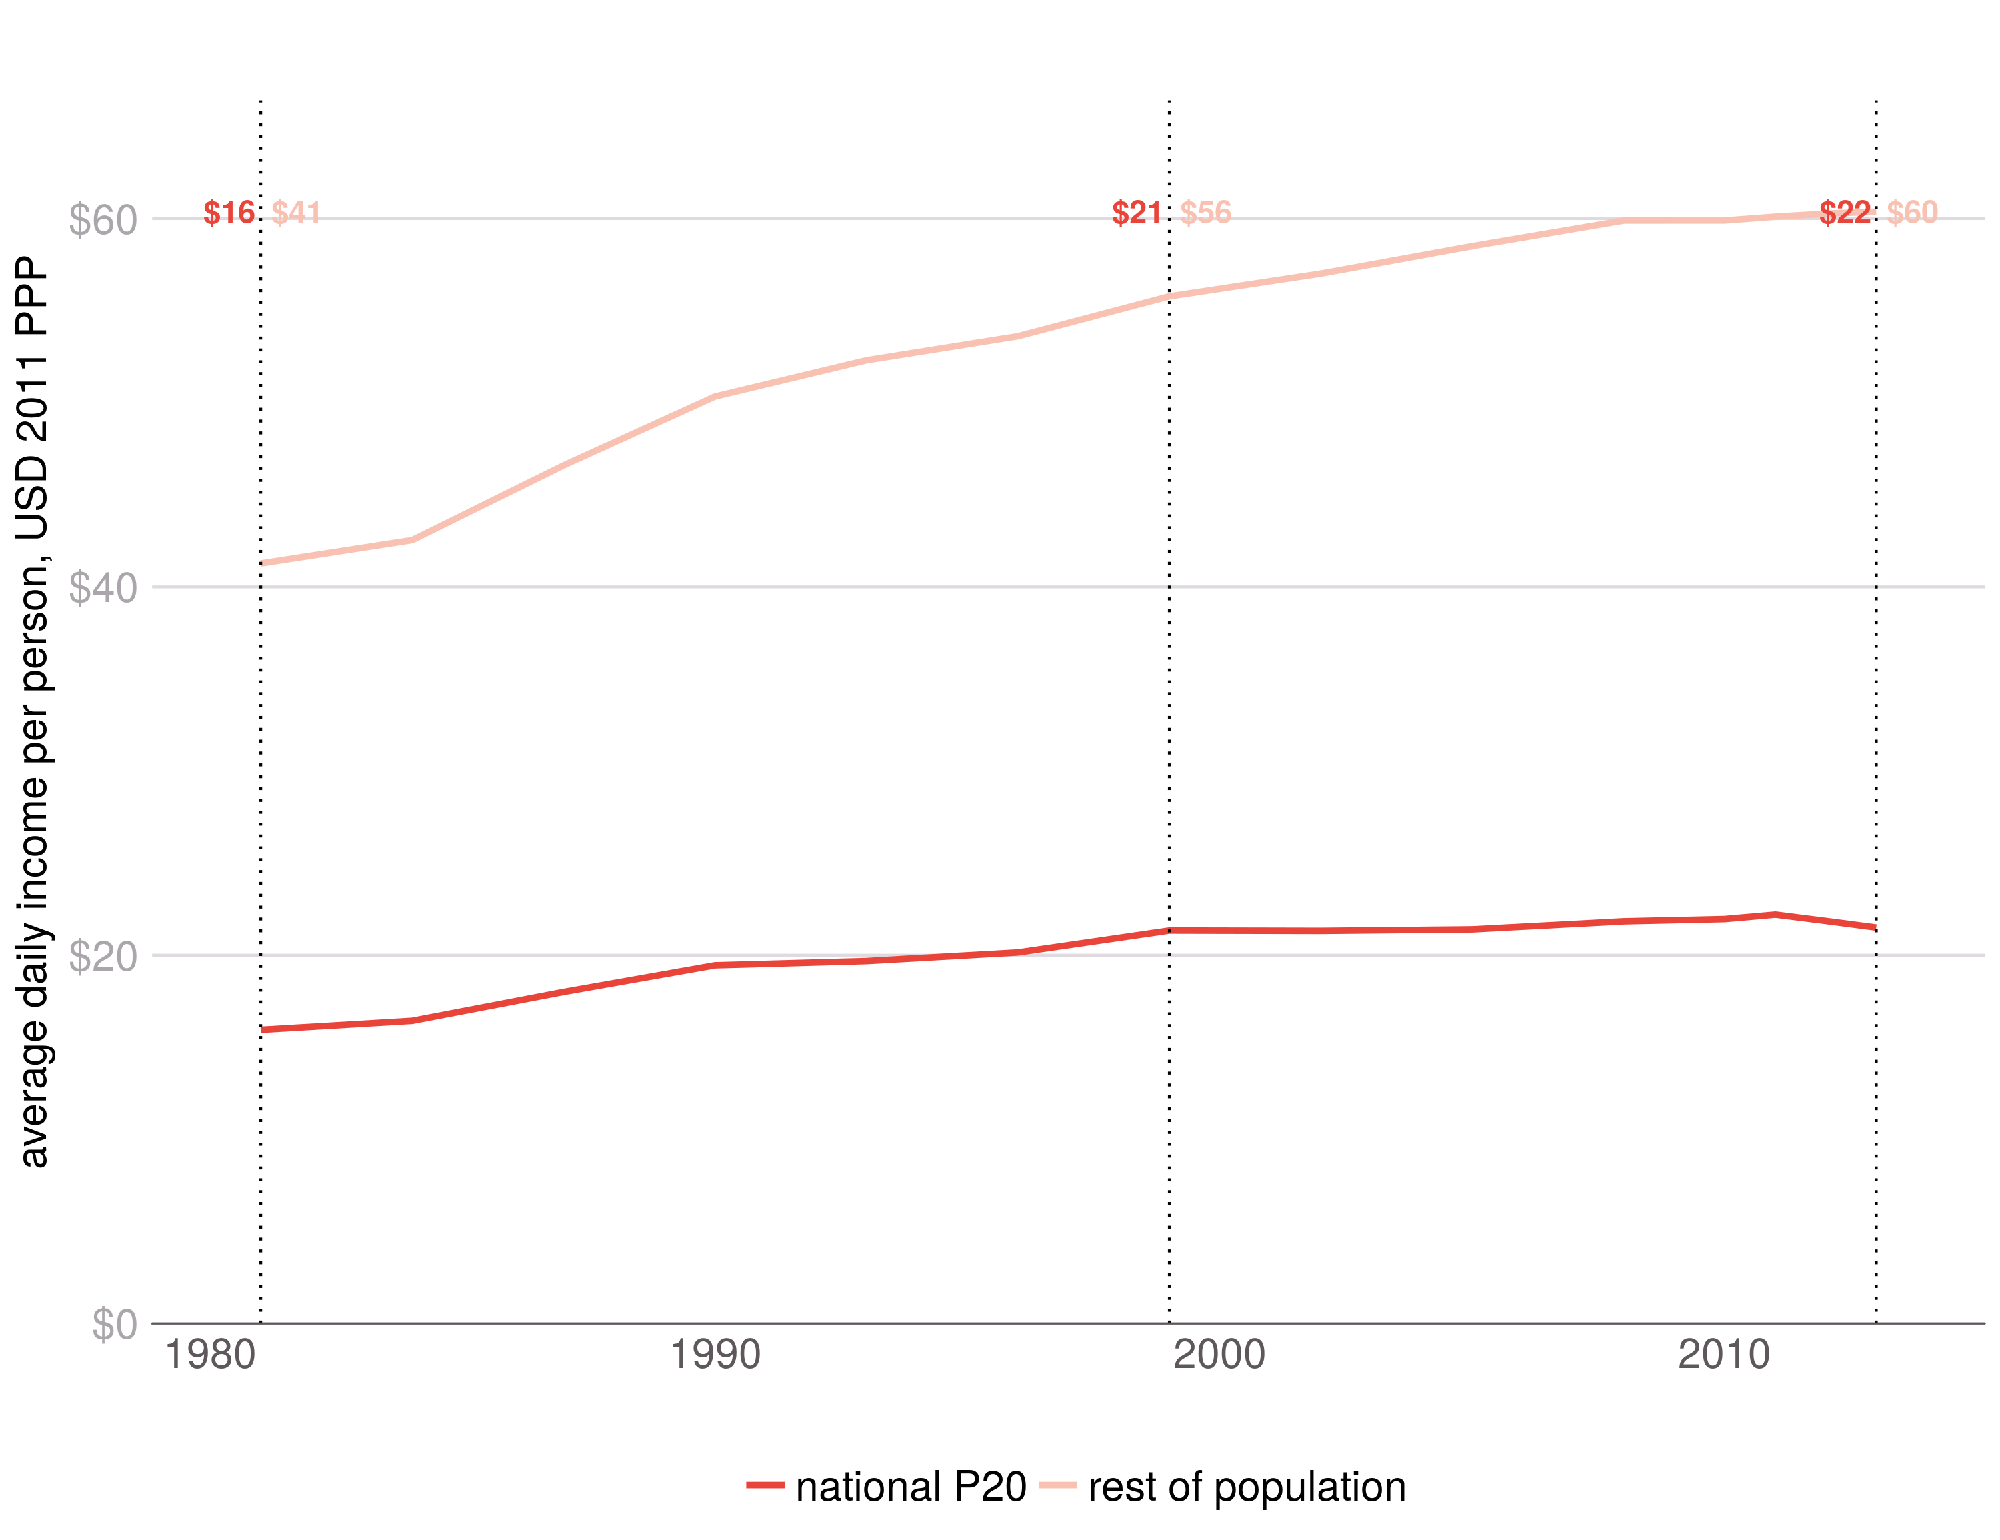 average daily income per person, USD 2011 PPP
$60
$40
$20
$0
$16 $41
$21 $56
$22 $60
1980 1990 2000 2010
national P20 rest of population